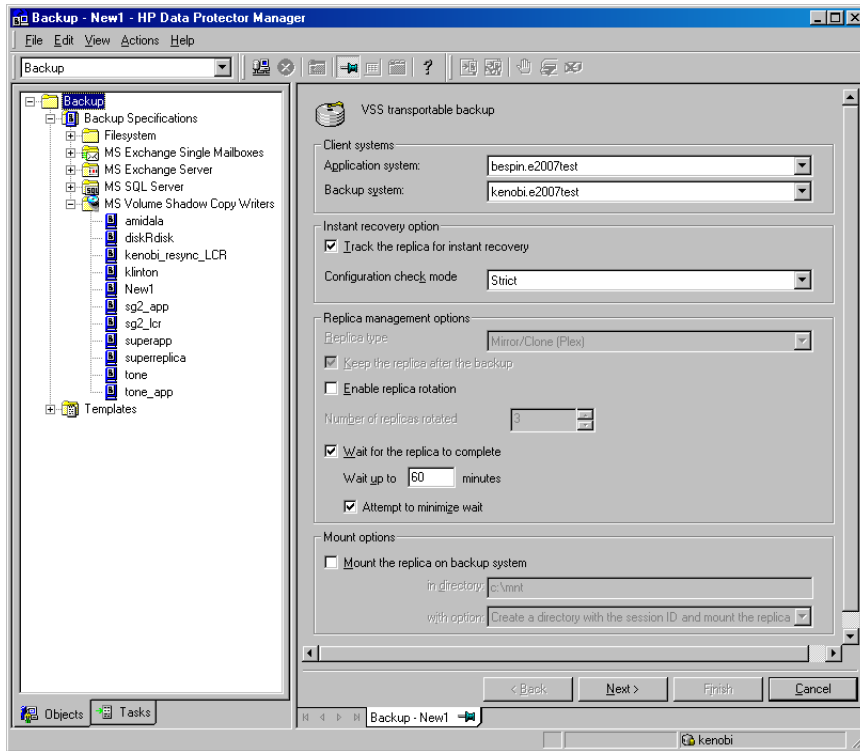 Backup - New1 - HP Data Protector Manager
File Edit View Actions Help
Backup
Backup
Backup Specifications
Filesystem
MS Exchange Single Mailboxes
MS Exchange Server
MS SQL Server
MS Volume Shadow Copy Writers
amidala
diskRdisk
kenobi_resync_LCR
klinton
New1
sg2_app
sg2_lcr
superapp
superreplica
tone
tone_app
Templates
Objects
Tasks
VSS transportable backup
Client systems
Application system:
bespin.e2007test
Backup system:
kenobi.e2007test
Instant recovery option
Track the replica for instant recovery
Configuration check mode
Strict
Replica management options
Replica type
Mirror/Clone (Plex)
Keep the replica after the backup
Enable replica rotation
Number of replicas rotated
3
Wait for the replica to complete
Wait up to 60 minutes
Attempt to minimize wait
Mount options
Mount the replica on backup system
in directory: c:\mnt
with option: Create a directory with the session ID and mount the replica
< Back
Next >
Finish
Cancel
Backup - New1
kenobi